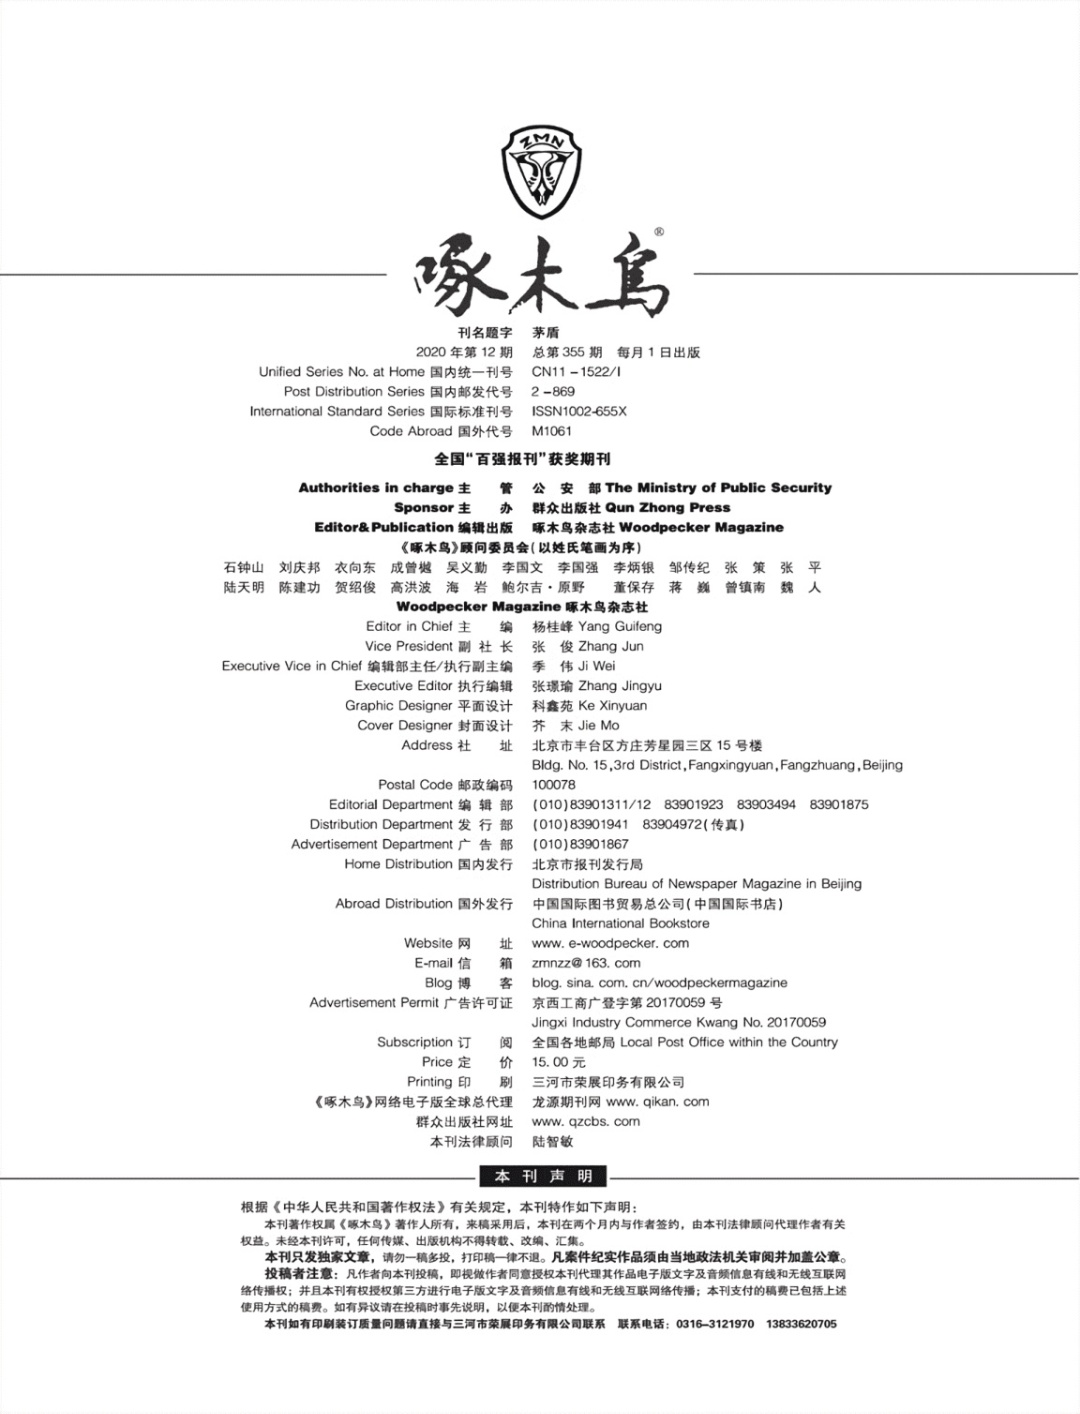 ZMN
啄木鸟®
刊名题字 茅盾
2020 年第 12 期 总第 355 期 每月 1 日出版
Unified Series No. at Home 国内统一刊号 CN11－1522/I
Post Distribution Series 国内邮发代号 2－869
International Standard Series 国际标准刊号 ISSN1002-655X
Code Abroad 国外代号 M1061
全国“百强报刊”获奖期刊
Authorities in charge 主 管 公 安 部 The Ministry of Public Security
Sponsor 主 办 群众出版社 Qun Zhong Press
Editor&Publication 编辑出版 啄木鸟杂志社 Woodpecker Magazine
《啄木鸟》顾问委员会(以姓氏笔画为序)
石钟山 刘庆邦 衣向东 成曾樾 吴义勤 李国文 李国强 李炳银 邹传纪 张 策 张 平
陆天明 陈建功 贺绍俊 高洪波 海 岩 鲍尔吉·原野 董保存 蒋 巍 曾镇南 魏 人
Woodpecker Magazine 啄木鸟杂志社
Editor in Chief 主 编 杨桂峰 Yang Guifeng
Vice President 副 社 长 张 俊 Zhang Jun
Executive Vice in Chief 编辑部主任/执行副主编 季 伟 Ji Wei
Executive Editor 执行编辑 张璟瑜 Zhang Jingyu
Graphic Designer 平面设计 科鑫苑 Ke Xinyuan
Cover Designer 封面设计 芥 末 Jie Mo
Address 社 址 北京市丰台区方庄芳星园三区 15 号楼
Bldg. No. 15,3rd District,Fangxingyuan,Fangzhuang,Beijing
Postal Code 邮政编码 100078
Editorial Department 编 辑 部 (010)83901311/12 83901923 83903494 83901875
Distribution Department 发 行 部 (010)83901941 83904972(传真)
Advertisement Department 广 告 部 (010)83901867
Home Distribution 国内发行 北京市报刊发行局
Distribution Bureau of Newspaper Magazine in Beijing
Abroad Distribution 国外发行 中国国际图书贸易总公司(中国国际书店)
China International Bookstore
Website 网 址 www. e-woodpecker. com
E-mail 信 箱 zmnzz@ 163. com
Blog 博 客 blog. sina. com. cn/woodpeckermagazine
Advertisement Permit 广告许可证 京西工商广登字第 20170059 号
Jingxi Industry Commerce Kwang No. 20170059
Subscription 订 阅 全国各地邮局 Local Post Office within the Country
Price 定 价 15. 00 元
Printing 印 刷 三河市荣展印务有限公司
《啄木鸟》网络电子版全球总代理 龙源期刊网 www. qikan. com
群众出版社网址 www. qzcbs. com
本刊法律顾问 陆智敏
本刊声明
根据《中华人民共和国著作权法》有关规定，本刊特作如下声明：
本刊著作权属《啄木鸟》著作人所有，来稿采用后，本刊在两个月内与作者签约，由本刊法律顾问代理作者有关
权益。未经本刊许可，任何传媒、出版机构不得转载、改编、汇集。
本刊只发独家文章，请勿一稿多投，打印稿一律不退。凡案件纪实作品须由当地政法机关审阅并加盖公章。
投稿者注意：凡作者向本刊投稿，即视做作者同意授权本刊代理其作品电子版文字及音频信息有线和无线互联网
络传播权；并且本刊有权授权第三方进行电子版文字及音频信息有线和无线互联网络传播；本刊支付的稿费已包括上述
使用方式的稿费。如有异议请在投稿时事先说明，以便本刊酌情处理。
本刊如有印刷装订质量问题请直接与三河市荣展印务有限公司联系 联系电话：0316—3121970 13833620705